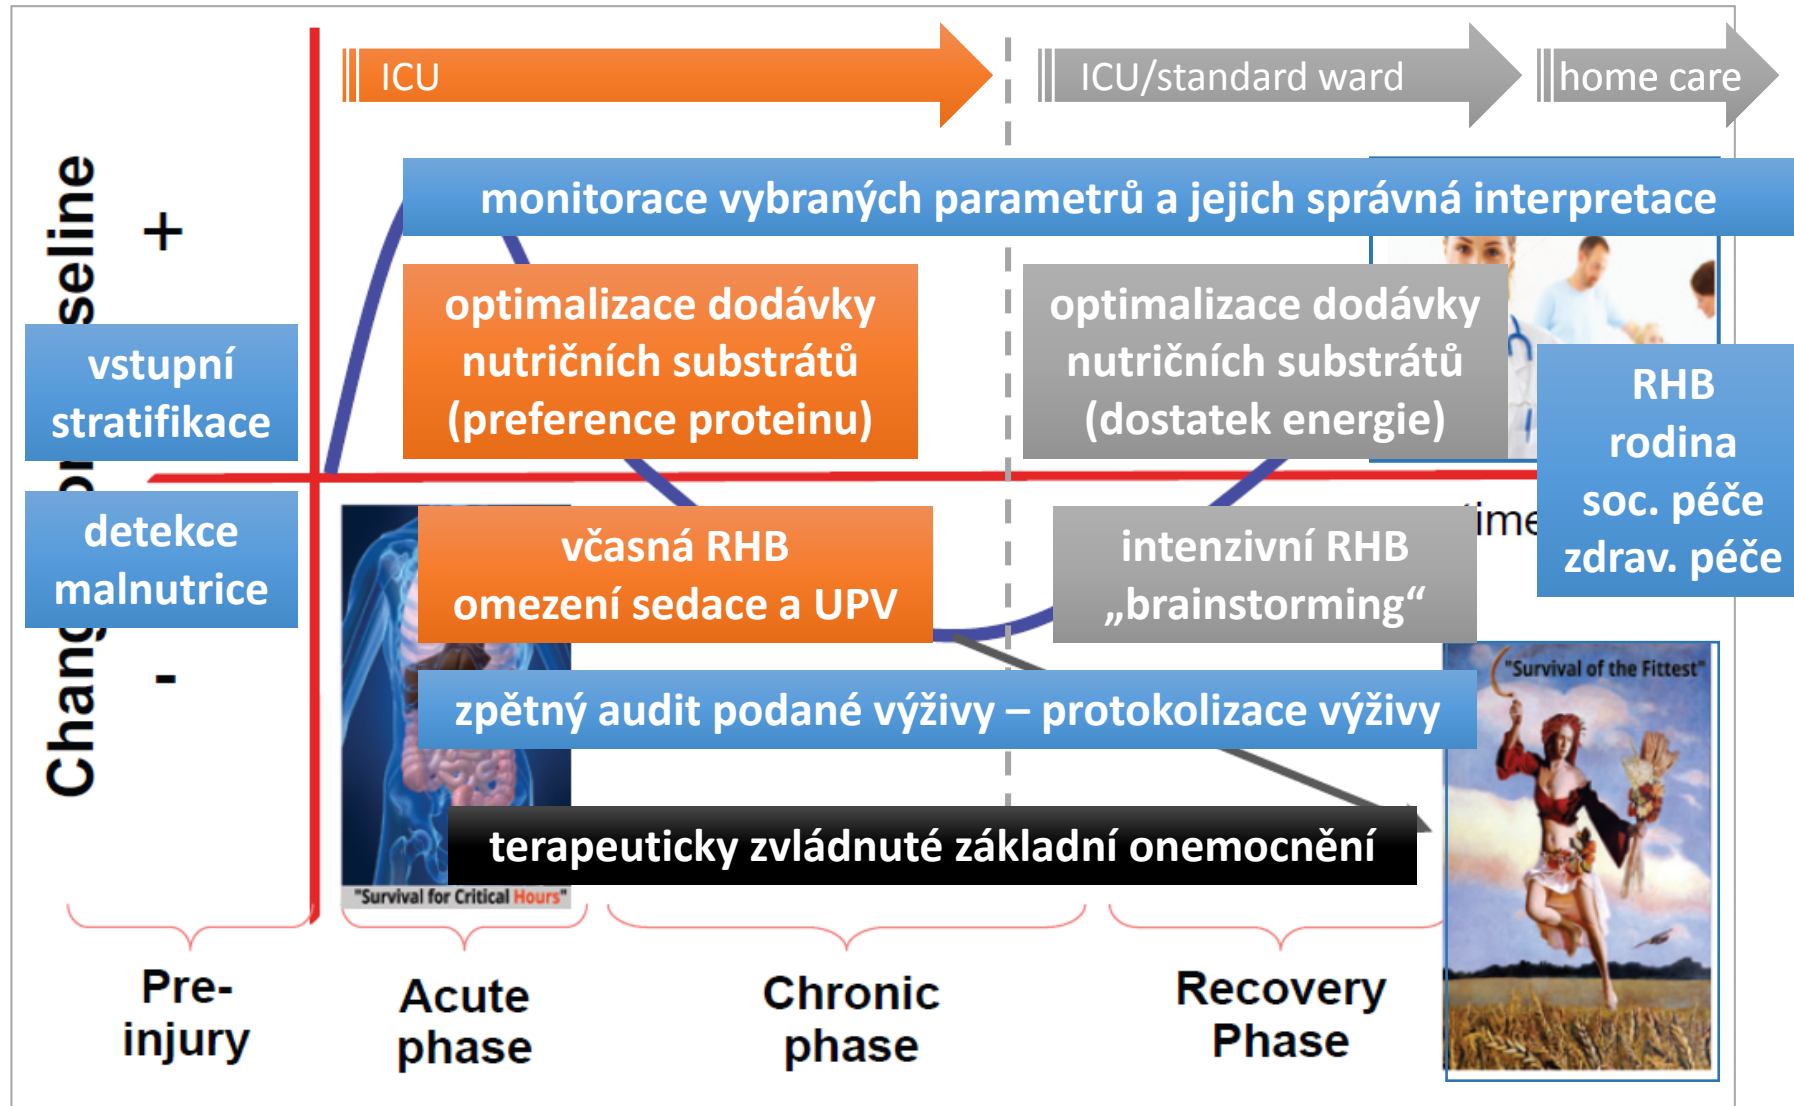 ICU
ICU/standard ward
home care
monitorace vybraných parametrů a jejich správná interpretace
+
optimalizace dodávky
nutričních substrátů
(preference proteinu)
optimalizace dodávky
nutričních substrátů
(dostatek energie)
vstupní
stratifikace
RHB
rodina
soc. péče
zdrav. péče
detekce
malnutrice
včasná RHB
omezení sedace a UPV
intenzivní RHB
„brainstorming“
-
zpětný audit podané výživy – protokolizace výživy
"Survival of the Fittest"
terapeuticky zvládnuté základní onemocnění
"Survival for Critical Hours"
Pre-
injury
Acute
phase
Chronic
phase
Recovery
Phase